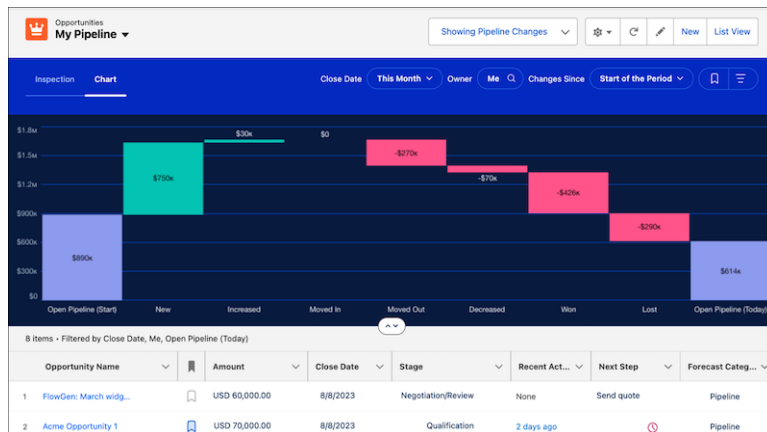 Opportunities
My Pipeline
Showing Pipeline Changes
New
List View
Inspection
Chart
Close Date
This Month
Owner
Me
Changes Since
Start of the Period
$1.8M
$1.5M
$1.2M
$900K
$600K
$300K
$0
$890K
$750K
$30K
$0
-$270K
-$70K
-$426K
-$290K
$614K
Open Pipeline (Start)
New
Increased
Moved In
Moved Out
Decreased
Won
Lost
Open Pipeline (Today)
8 items • Filtered by Close Date, Me, Open Pipeline (Today)
Opportunity Name
Amount
Close Date
Stage
Recent Act...
Next Step
Forecast Categ...
1 FlowGen: March widg... USD 60,000.00 8/8/2023 Negotiation/Review None Send quote Pipeline
2 Acme Opportunity 1 USD 70,000.00 8/8/2023 Qualification 2 days ago Pipeline